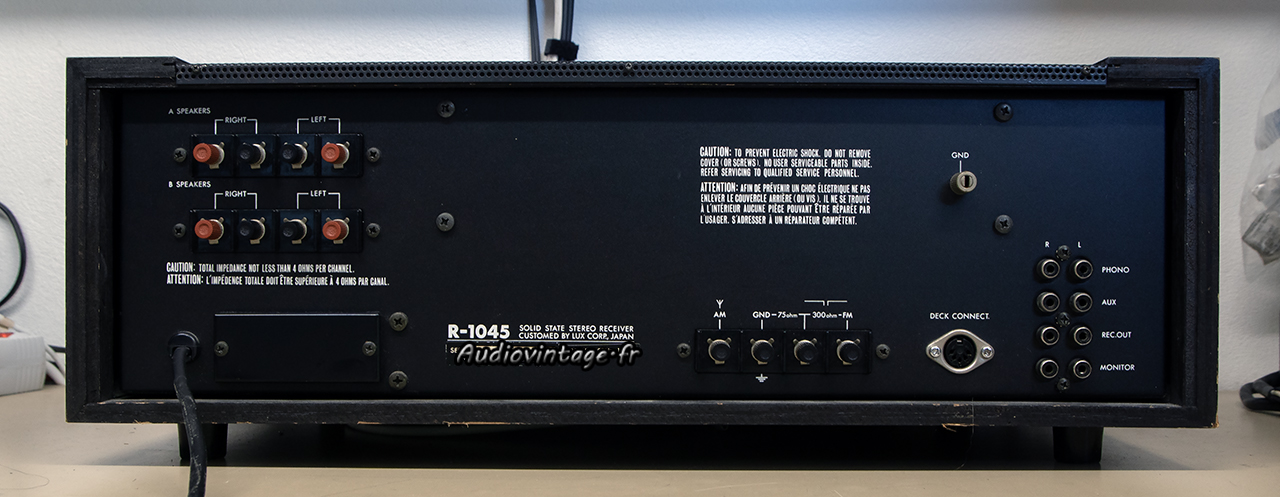 A SPEAKERS
RIGHT LEFT
B SPEAKERS
RIGHT LEFT
CAUTION: TOTAL IMPEDANCE NOT LESS THAN 4 OHMS PER CHANNEL.
ATTENTION: L'IMPÉDENCE TOTALE DOIT ÊTRE SUPÉRIEURE À 4 OHMS PAR CANAL.
R-1045 SOLID STATE STEREO RECEIVER
CUSTOMED BY LUX CORP., JAPAN
Audiovintage.fr
CAUTION: TO PREVENT ELECTRIC SHOCK. DO NOT REMOVE
COVER (OR SCREWS). NO USER SERVICEABLE PARTS INSIDE.
REFER SERVICING TO QUALIFIED SERVICE PERSONNEL.
ATTENTION: AFIN DE PRÉVENIR UN CHOC ÉLECTRIQUE NE PAS
ENLEVER LE COUVERCLE ARRIÈRE (OU VIS). IL NE SE TROUVE
À L'INTERIEUR AUCUNE PIÈCE POUVANT ÊTRE RÉPARÉE PAR
L'USAGER. S'ADRESSER À UN RÉPARATEUR COMPÉTENT.
AM GND 75ohm 300ohm FM
GND
DECK CONNECT.
R L
PHONO
AUX
REC.OUT
MONITOR